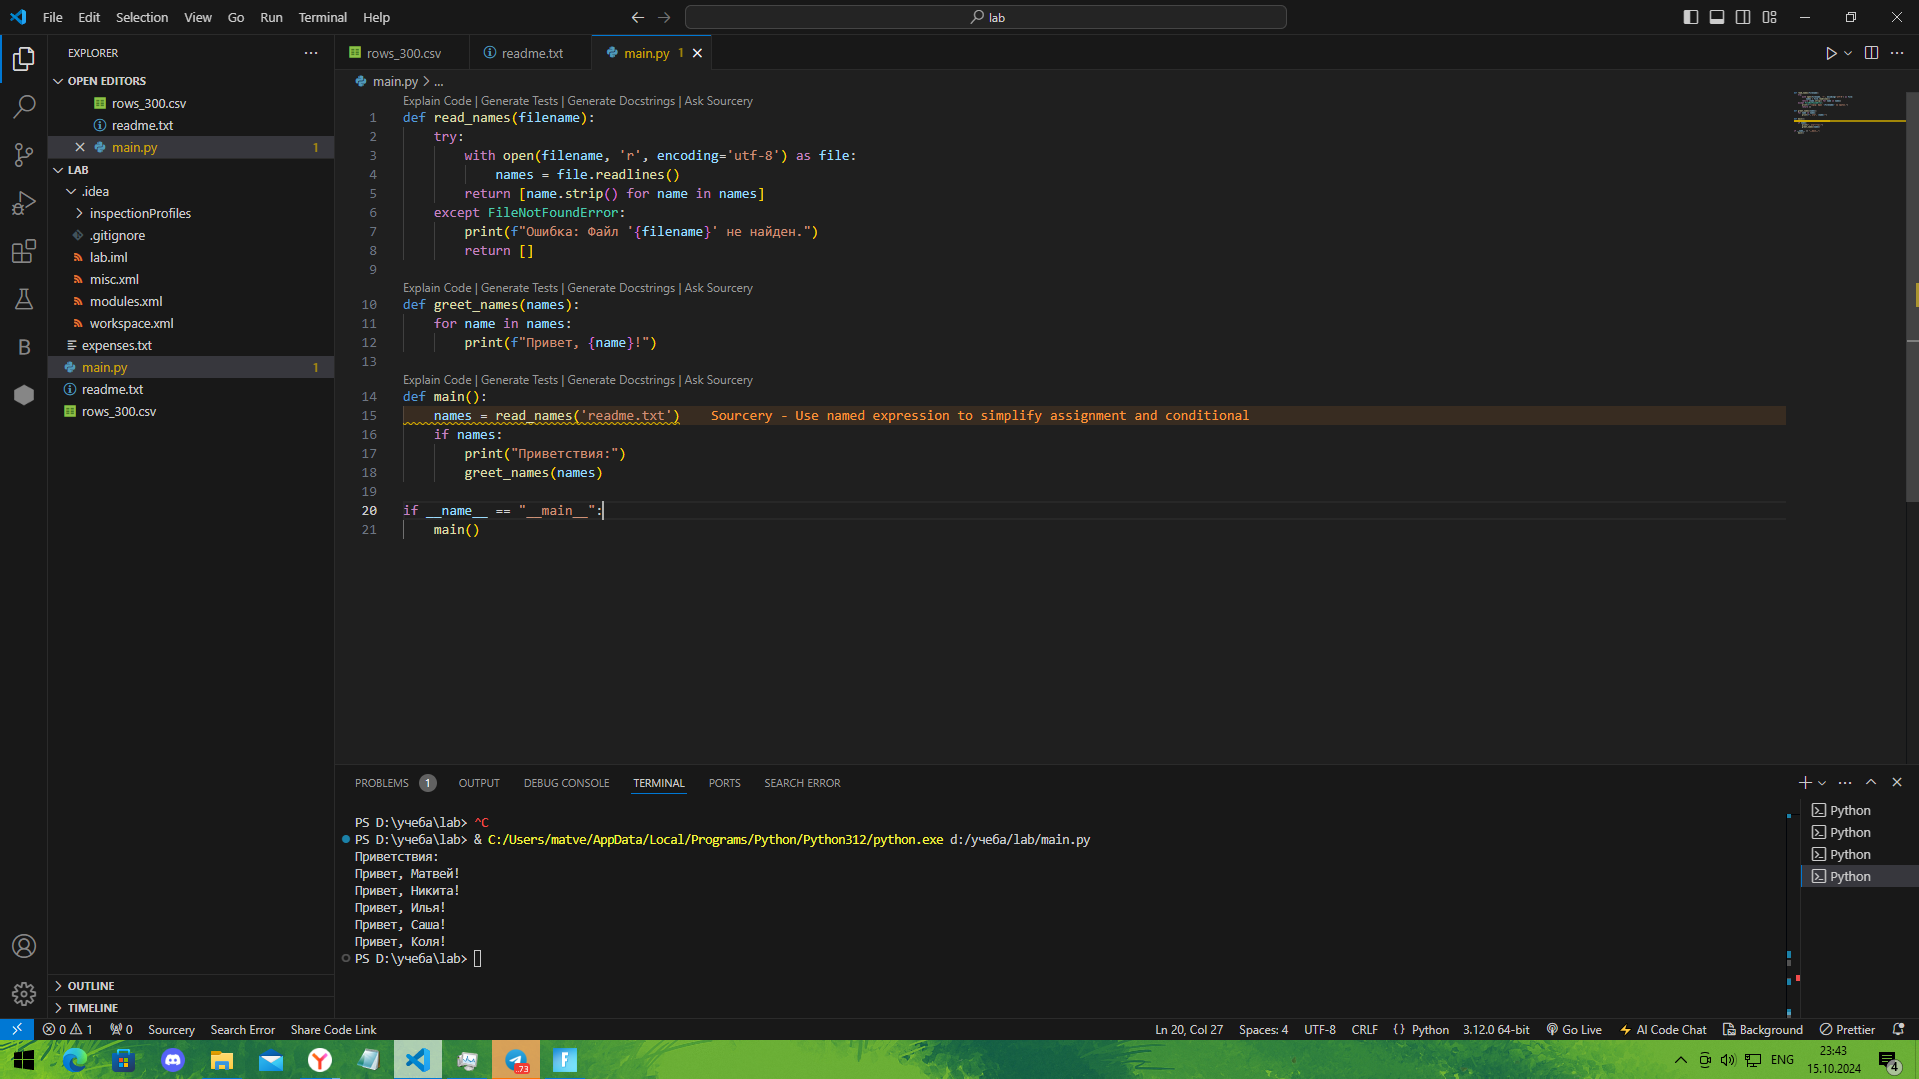 File Edit Selection View Go Run Terminal Help
lab
EXPLORER
OPEN EDITORS
rows_300.csv
readme.txt
main.py 1
LAB
.idea
inspectionProfiles
.gitignore
lab.iml
misc.xml
modules.xml
workspace.xml
expenses.txt
main.py 1
readme.txt
rows_300.csv
OUTLINE
TIMELINE
rows_300.csv readme.txt main.py 1
main.py > ...
Explain Code | Generate Tests | Generate Docstrings | Ask Sourcery
1 def read_names(filename):
2 try:
3 with open(filename, 'r', encoding='utf-8') as file:
4 names = file.readlines()
5 return [name.strip() for name in names]
6 except FileNotFoundError:
7 print(f"Ошибка: Файл '{filename}' не найден.")
8 return []
9
Explain Code | Generate Tests | Generate Docstrings | Ask Sourcery
10 def greet_names(names):
11 for name in names:
12 print(f"Привет, {name}!")
13
Explain Code | Generate Tests | Generate Docstrings | Ask Sourcery
14 def main():
15 names = read_names('readme.txt') Sourcery - Use named expression to simplify assignment and conditional
16 if names:
17 print("Приветствия:")
18 greet_names(names)
19
20 if __name__ == "__main__":
21 main()
PROBLEMS 1 OUTPUT DEBUG CONSOLE TERMINAL PORTS SEARCH ERROR
PS D:\учеба\lab> ^C
PS D:\учеба\lab> & C:/Users/matve/AppData/Local/Programs/Python/Python312/python.exe d:/учеба/lab/main.py
Приветствия:
Привет, Матвей!
Привет, Никита!
Привет, Илья!
Привет, Саша!
Привет, Коля!
PS D:\учеба\lab>
Python
Python
Python
Python
0 1 0 Sourcery Search Error Share Code Link Ln 20, Col 27 Spaces: 4 UTF-8 CRLF {} Python 3.12.0 64-bit Go Live AI Code Chat Background Prettier
73 ENG 23:43
15.10.2024 4